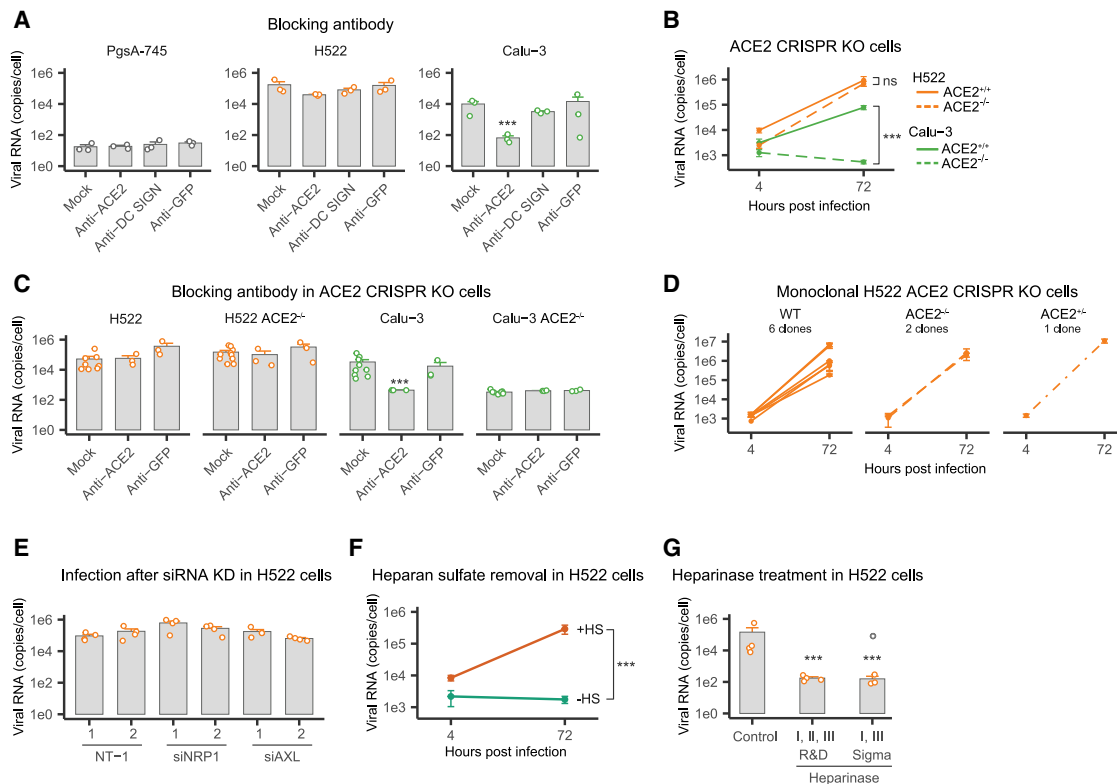 A
Blocking antibody
PgsA-745
H522
Calu-3
Viral RNA (copies/cell)
1e6
1e4
1e2
1e0
1e6
1e4
1e2
1e0
1e6
1e4
1e2
1e0
***
Mock
Anti-ACE2
Anti-DC SIGN
Anti-GFP
Mock
Anti-ACE2
Anti-DC SIGN
Anti-GFP
Mock
Anti-ACE2
Anti-DC SIGN
Anti-GFP
B
ACE2 CRISPR KO cells
Viral RNA (copies/cell)
1e6
1e5
1e4
1e3
4
72
Hours post infection
ns
***
H522
ACE2+/+
ACE2-/-
Calu-3
ACE2+/+
ACE2-/-
C
Blocking antibody in ACE2 CRISPR KO cells
H522
H522 ACE2-/-
Calu-3
Calu-3 ACE2-/-
Viral RNA (copies/cell)
1e6
1e4
1e2
1e0
***
Mock
Anti-ACE2
Anti-GFP
Mock
Anti-ACE2
Anti-GFP
Mock
Anti-ACE2
Anti-GFP
Mock
Anti-ACE2
Anti-GFP
D
Monoclonal H522 ACE2 CRISPR KO cells
WT
6 clones
ACE2-/-
2 clones
ACE2+/-
1 clone
Viral RNA (copies/cell)
1e7
1e6
1e5
1e4
1e3
4
72
4
72
4
72
Hours post infection
E
Infection after siRNA KD in H522 cells
Viral RNA (copies/cell)
1e6
1e4
1e2
1e0
1
2
1
2
1
2
NT-1
siNRP1
siAXL
F
Heparan sulfate removal in H522 cells
Viral RNA (copies/cell)
1e6
1e5
1e4
1e3
+HS
-HS
***
4
72
Hours post infection
G
Heparinase treatment in H522 cells
Viral RNA (copies/cell)
1e6
1e4
1e2
1e0
***
***
Control
I, II, III
I, III
R&D
Sigma
Heparinase